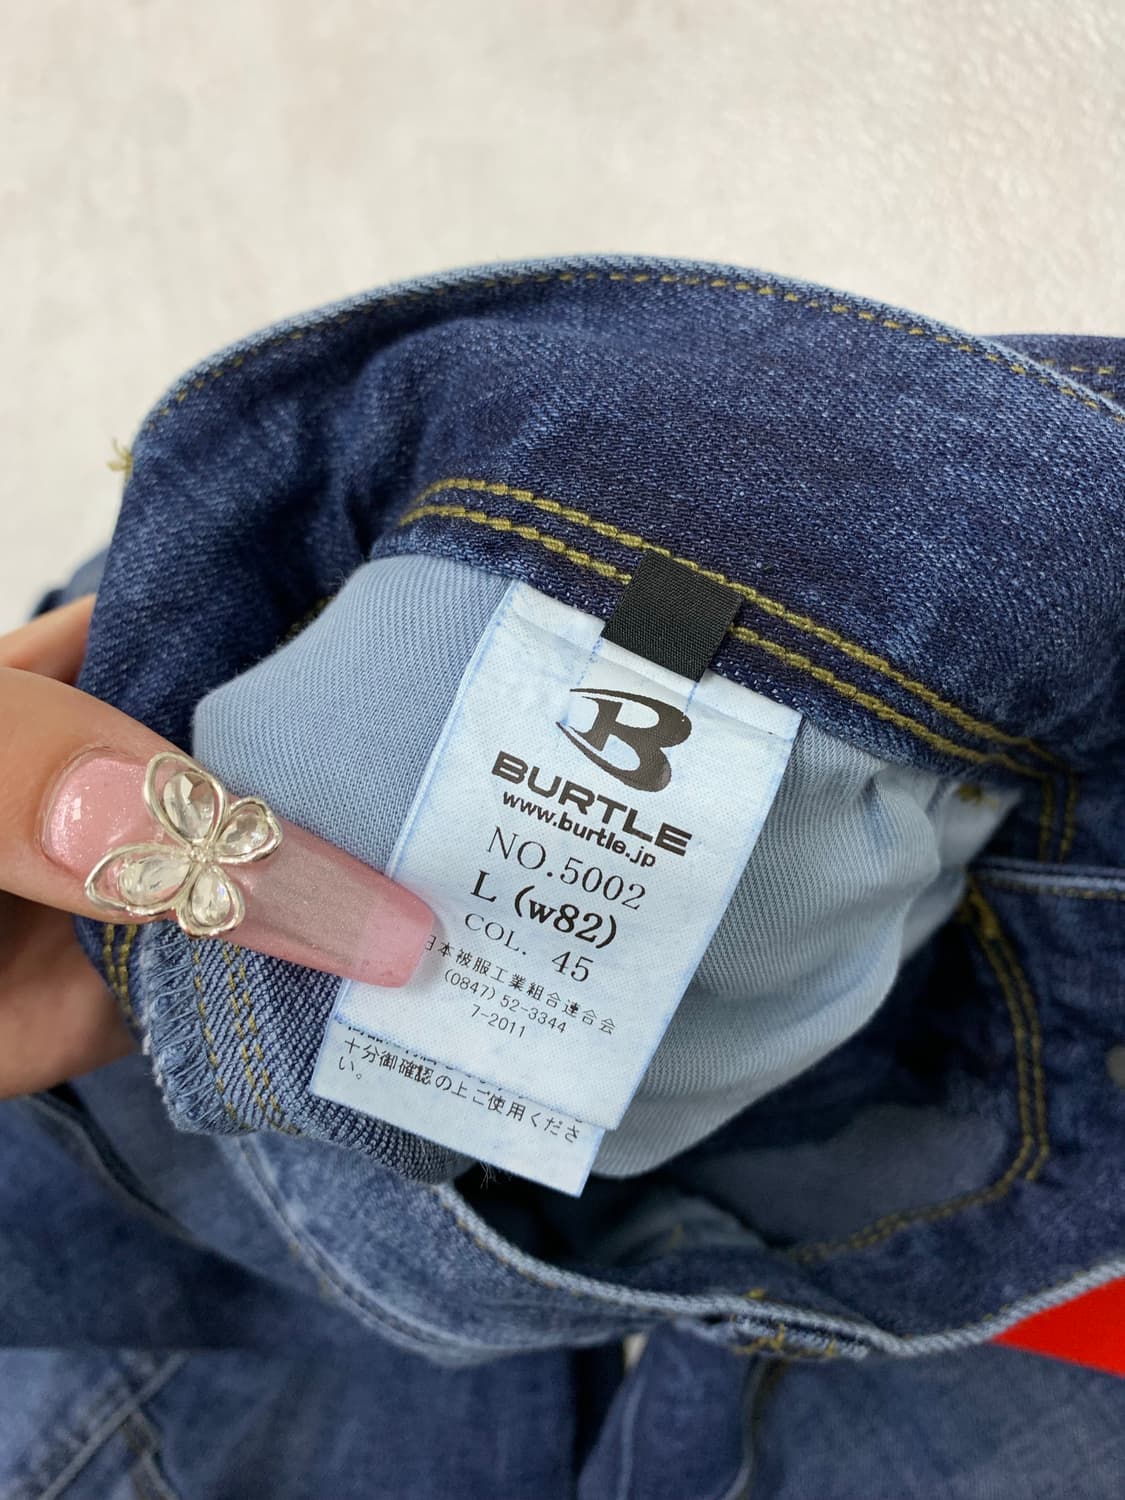 B
BURTLE
www.burtle.jp
NO.5002
L (w82)
COL. 45
日本被服工業組合連合会
(0847) 52-3344
7-2011
十分御確認の上ご使用くださ
い。